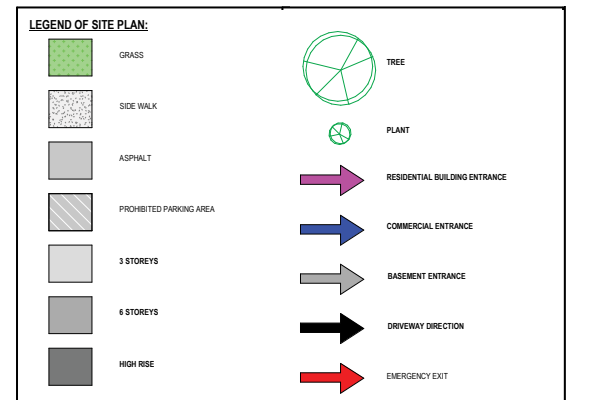 LEGEND OF SITE PLAN:
GRASS
SIDE WALK
ASPHALT
PROHIBITED PARKING AREA
3 STOREYS
6 STOREYS
HIGH RISE
TREE
PLANT
RESIDENTIAL BUILDING ENTRANCE
COMMERCIAL ENTRANCE
BASEMENT ENTRANCE
DRIVEWAY DIRECTION
EMERGENCY EXIT